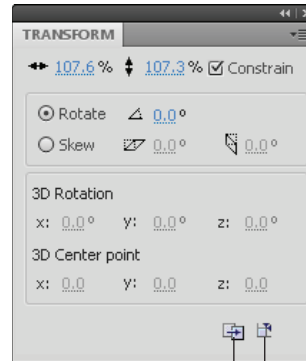 TRANSFORM
107.6 % 107.3 % Constrain
Rotate 0.0°
Skew 0.0° 0.0°
3D Rotation
x: 0.0° y: 0.0° z: 0.0°
3D Center point
x: 0.0 y: 0.0 z: 0.0